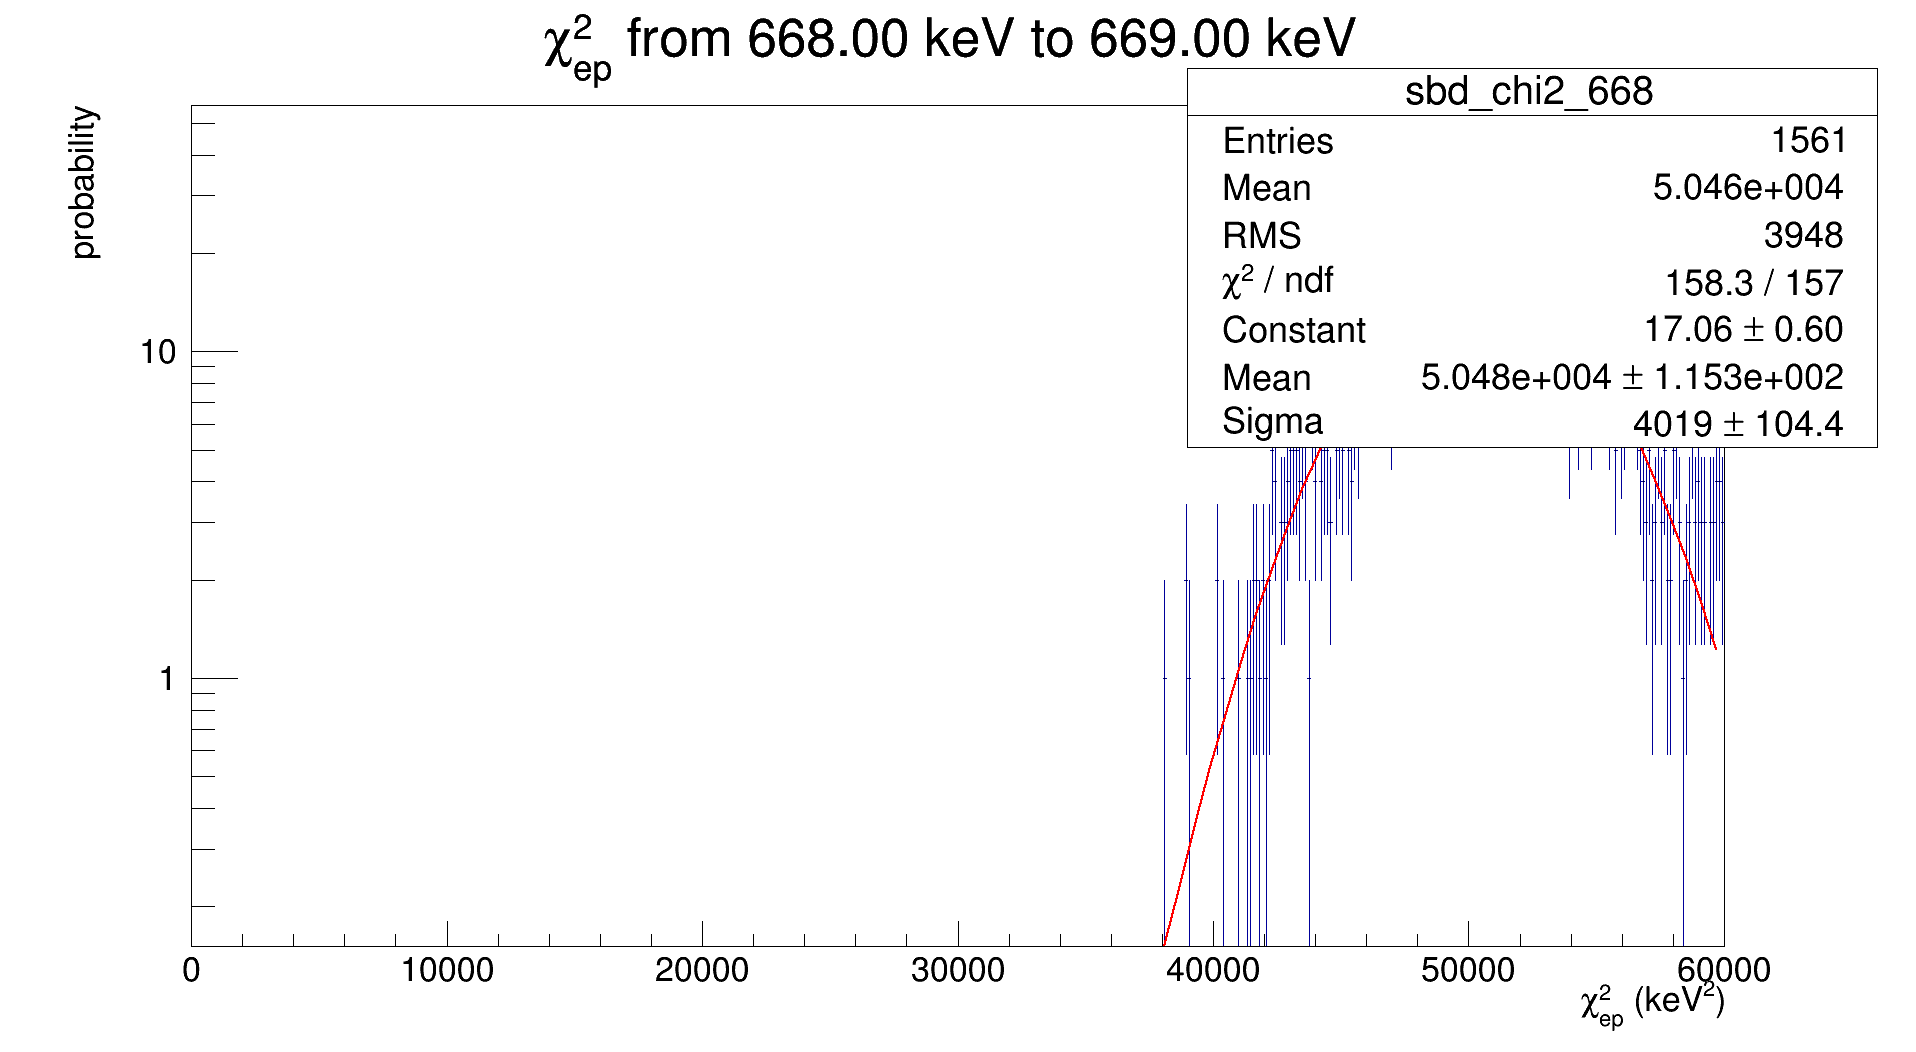 χ²ep from 668.00 keV to 669.00 keV
probability
sbd_chi2_668
Entries 1561
Mean 5.046e+004
RMS 3948
χ² / ndf 158.3 / 157
Constant 17.06 ± 0.60
Mean 5.048e+004 ± 1.153e+002
Sigma 4019 ± 104.4
10
1
0 10000 20000 30000 40000 50000 60000
χ²ep (keV²)